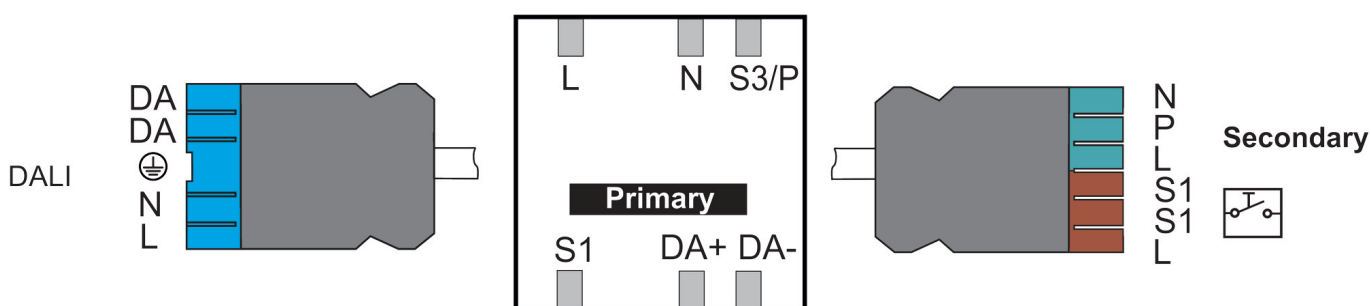 DALI
DA
DA
N
L
L N S3/P
Primary
S1 DA+ DA-
N
P
L
S1
S1
L
Secondary